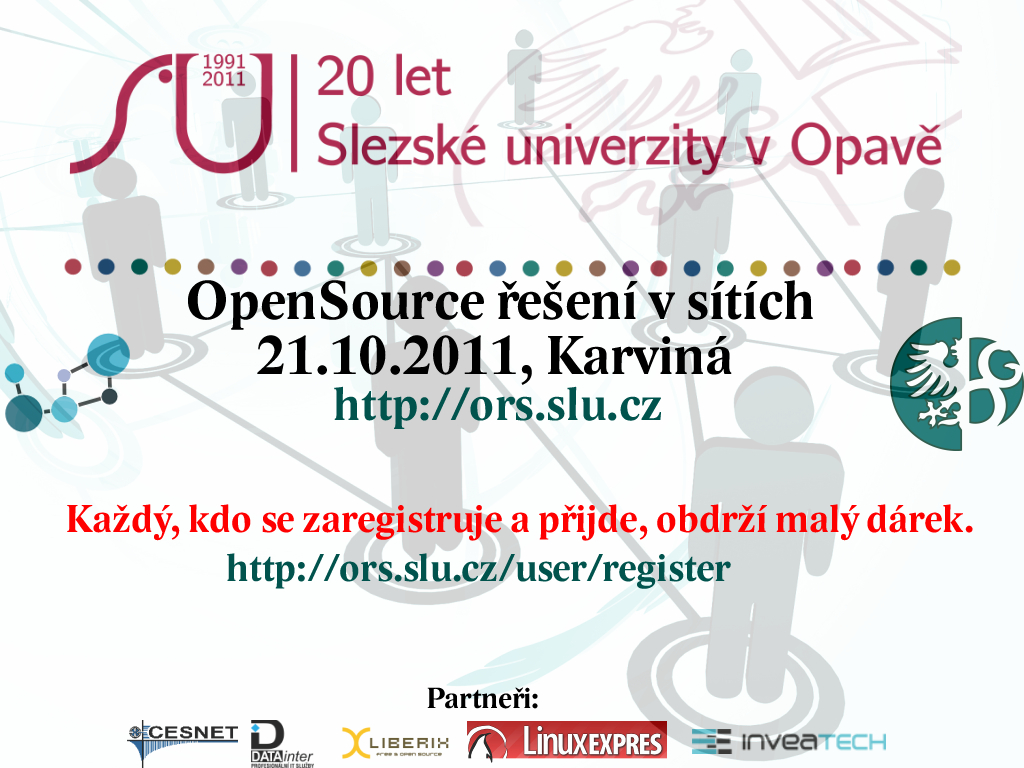 1991
2011
20 let
Slezské univerzity v Opavě
OpenSource řešení v sítích
21.10.2011, Karviná
http://ors.slu.cz
Každý, kdo se zaregistruje a přijde, obdrží malý dárek.
http://ors.slu.cz/user/register
Partneři:
CESNET
DATAinter
PROFESIONÁLNÍ IT SLUŽBY
LIBERIX
FREE & OPEN SOURCE
LINUXEXPRES
INVEATECH